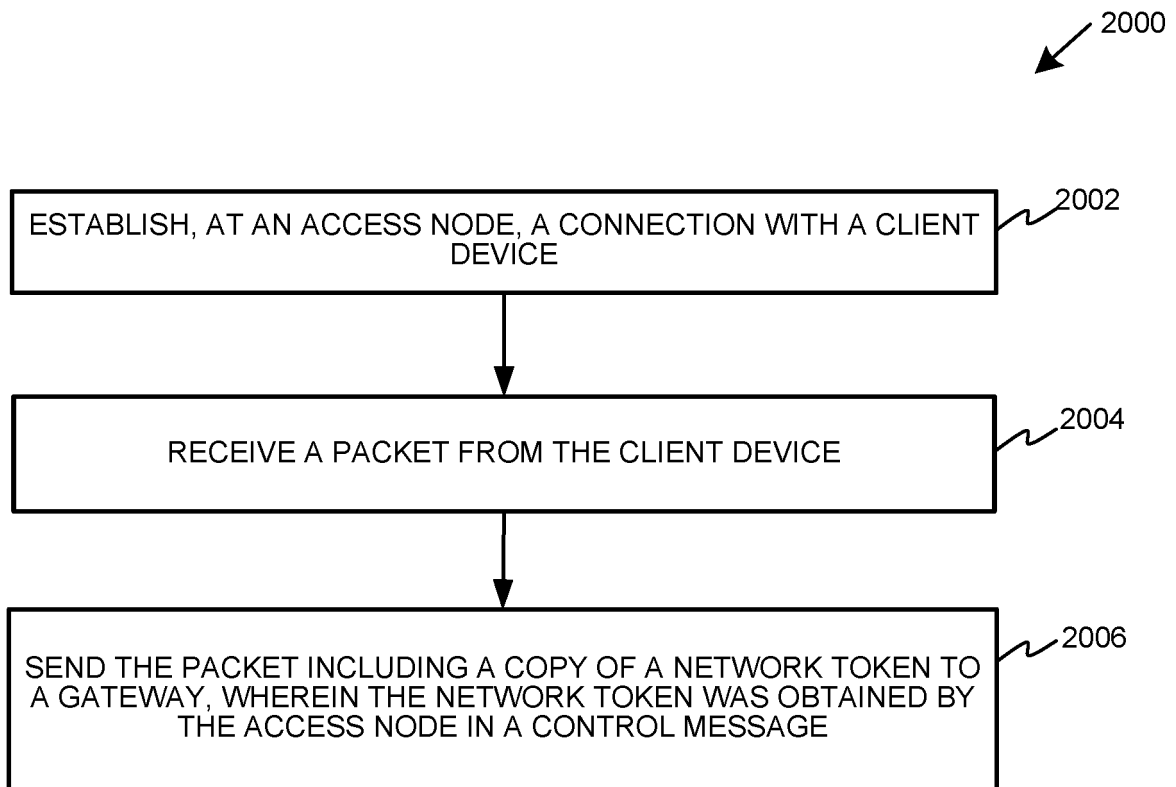 2000
2002
ESTABLISH, AT AN ACCESS NODE, A CONNECTION WITH A CLIENT
DEVICE
2004
RECEIVE A PACKET FROM THE CLIENT DEVICE
2006
SEND THE PACKET INCLUDING A COPY OF A NETWORK TOKEN TO
A GATEWAY, WHEREIN THE NETWORK TOKEN WAS OBTAINED BY
THE ACCESS NODE IN A CONTROL MESSAGE